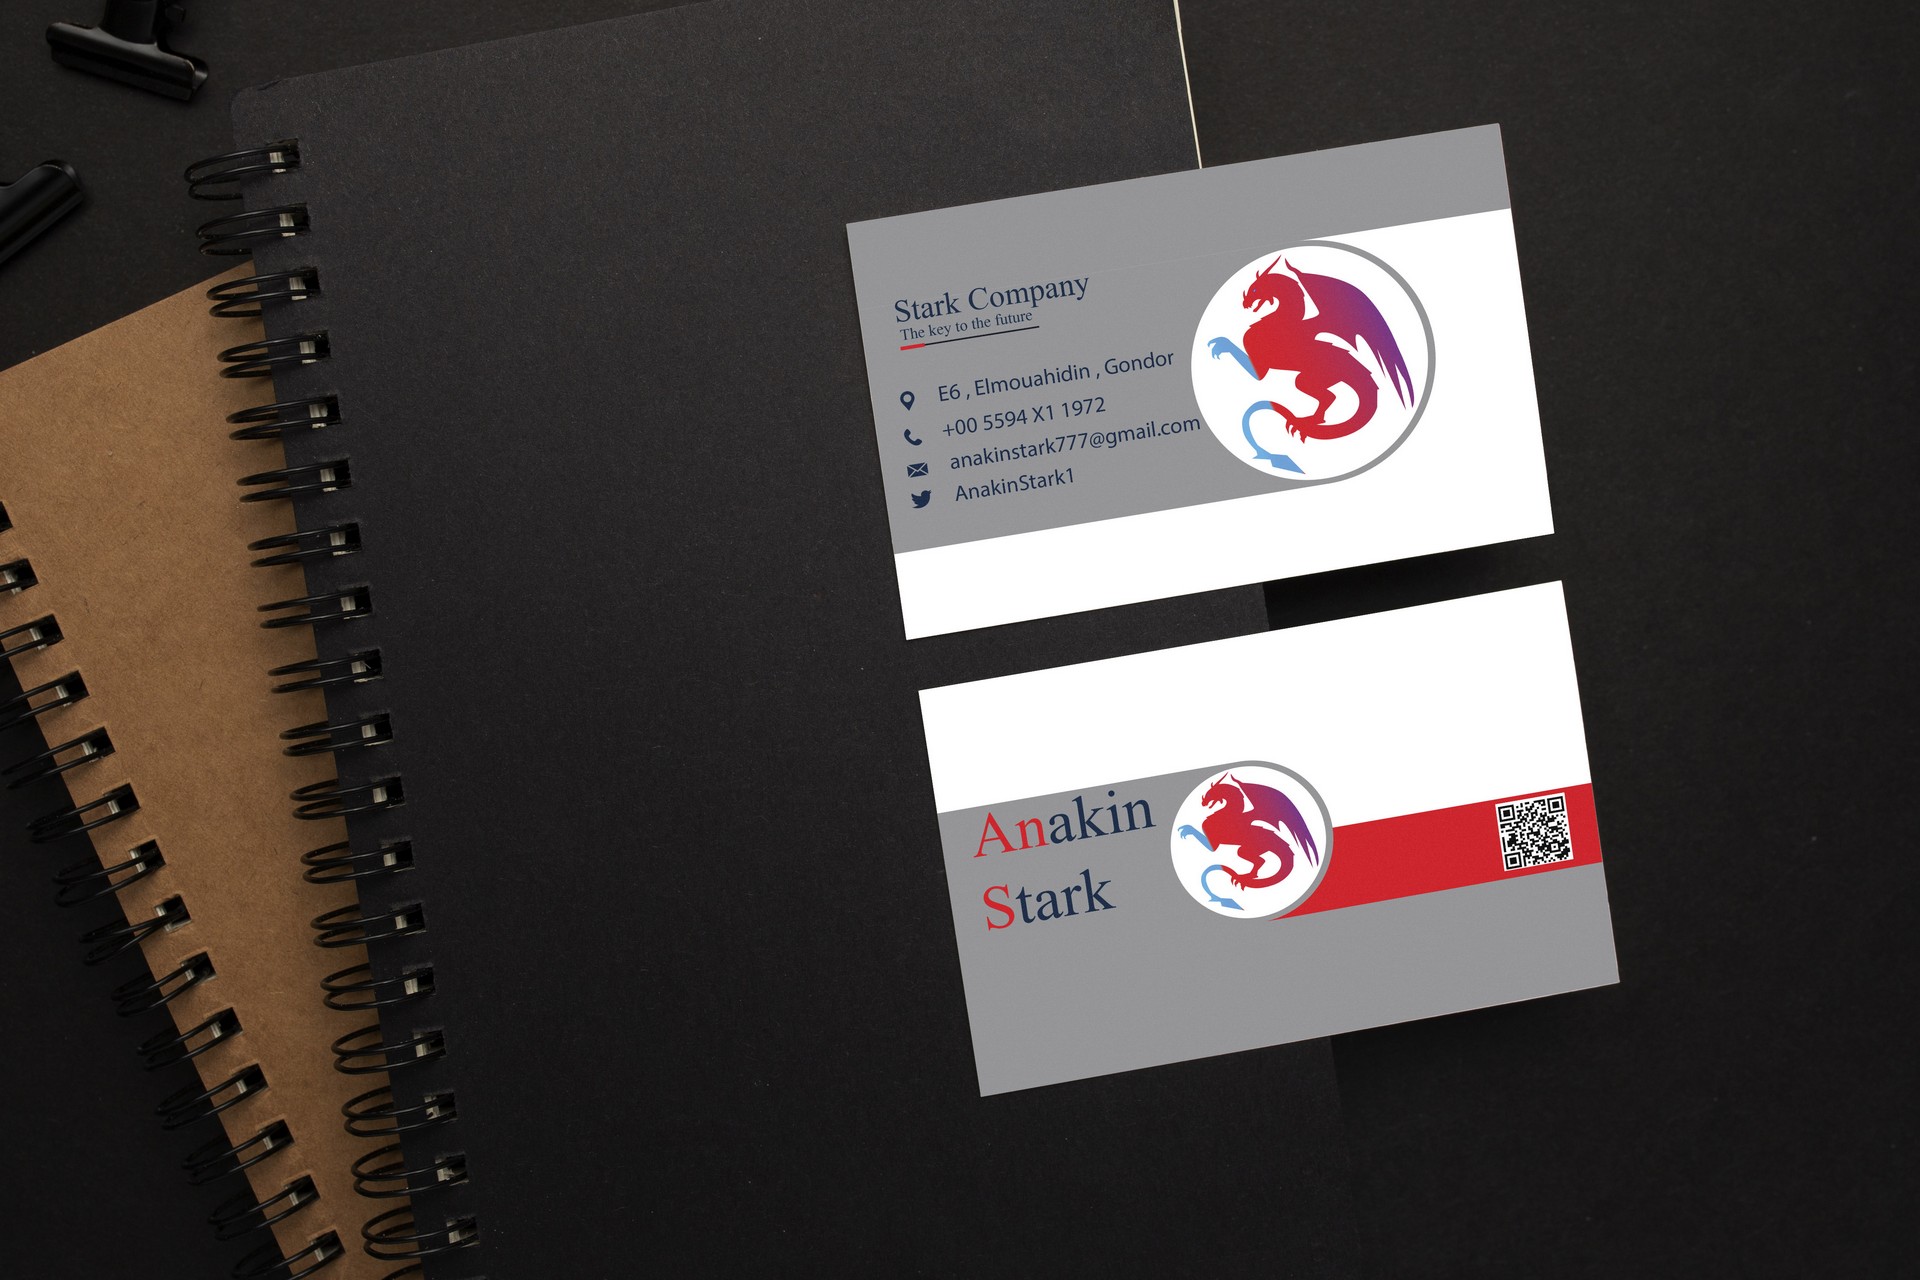 Stark Company
The key to the future
E6 , Elmouahidin , Gondor
+00 5594 X1 1972
anakinstark777@gmail.com
AnakinStark1
Anakin
Stark